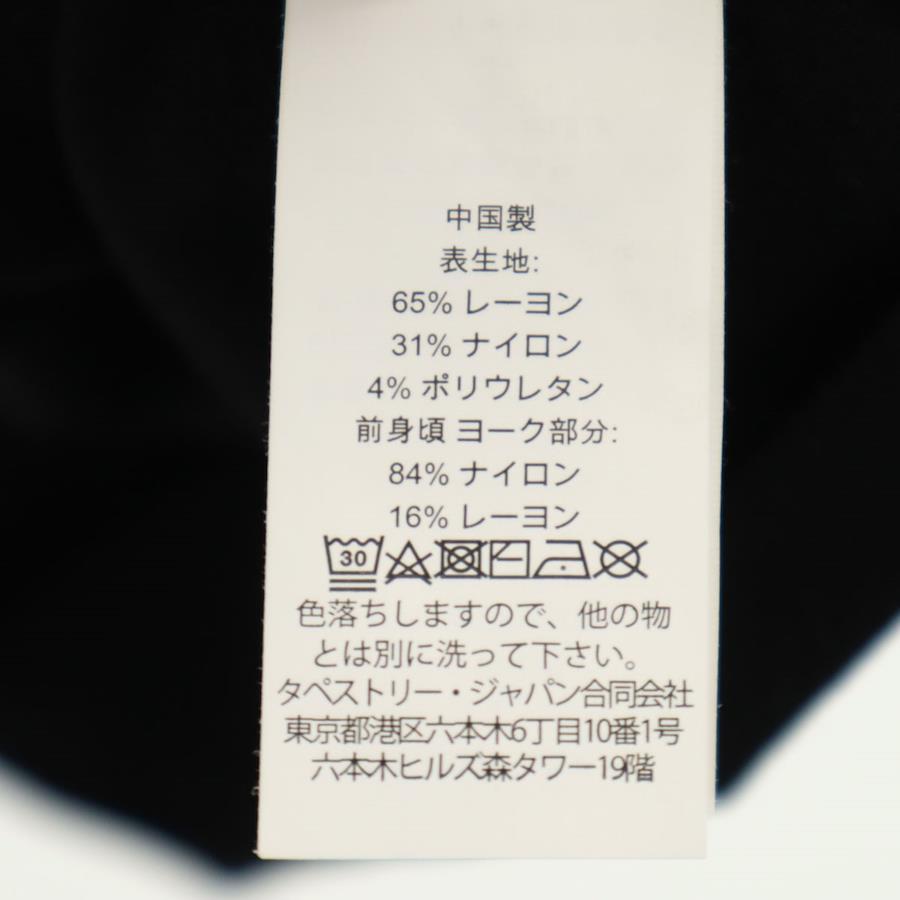 中国製
表生地:
65% レーヨン
31% ナイロン
4% ポリウレタン
前身頃 ヨーク部分:
84% ナイロン
16% レーヨン
30
色落ちしますので、他の物
とは別に洗って下さい。
タペストリー・ジャパン合同会社
東京都港区六本木6丁目10番1号
六本木ヒルズ森タワー19階